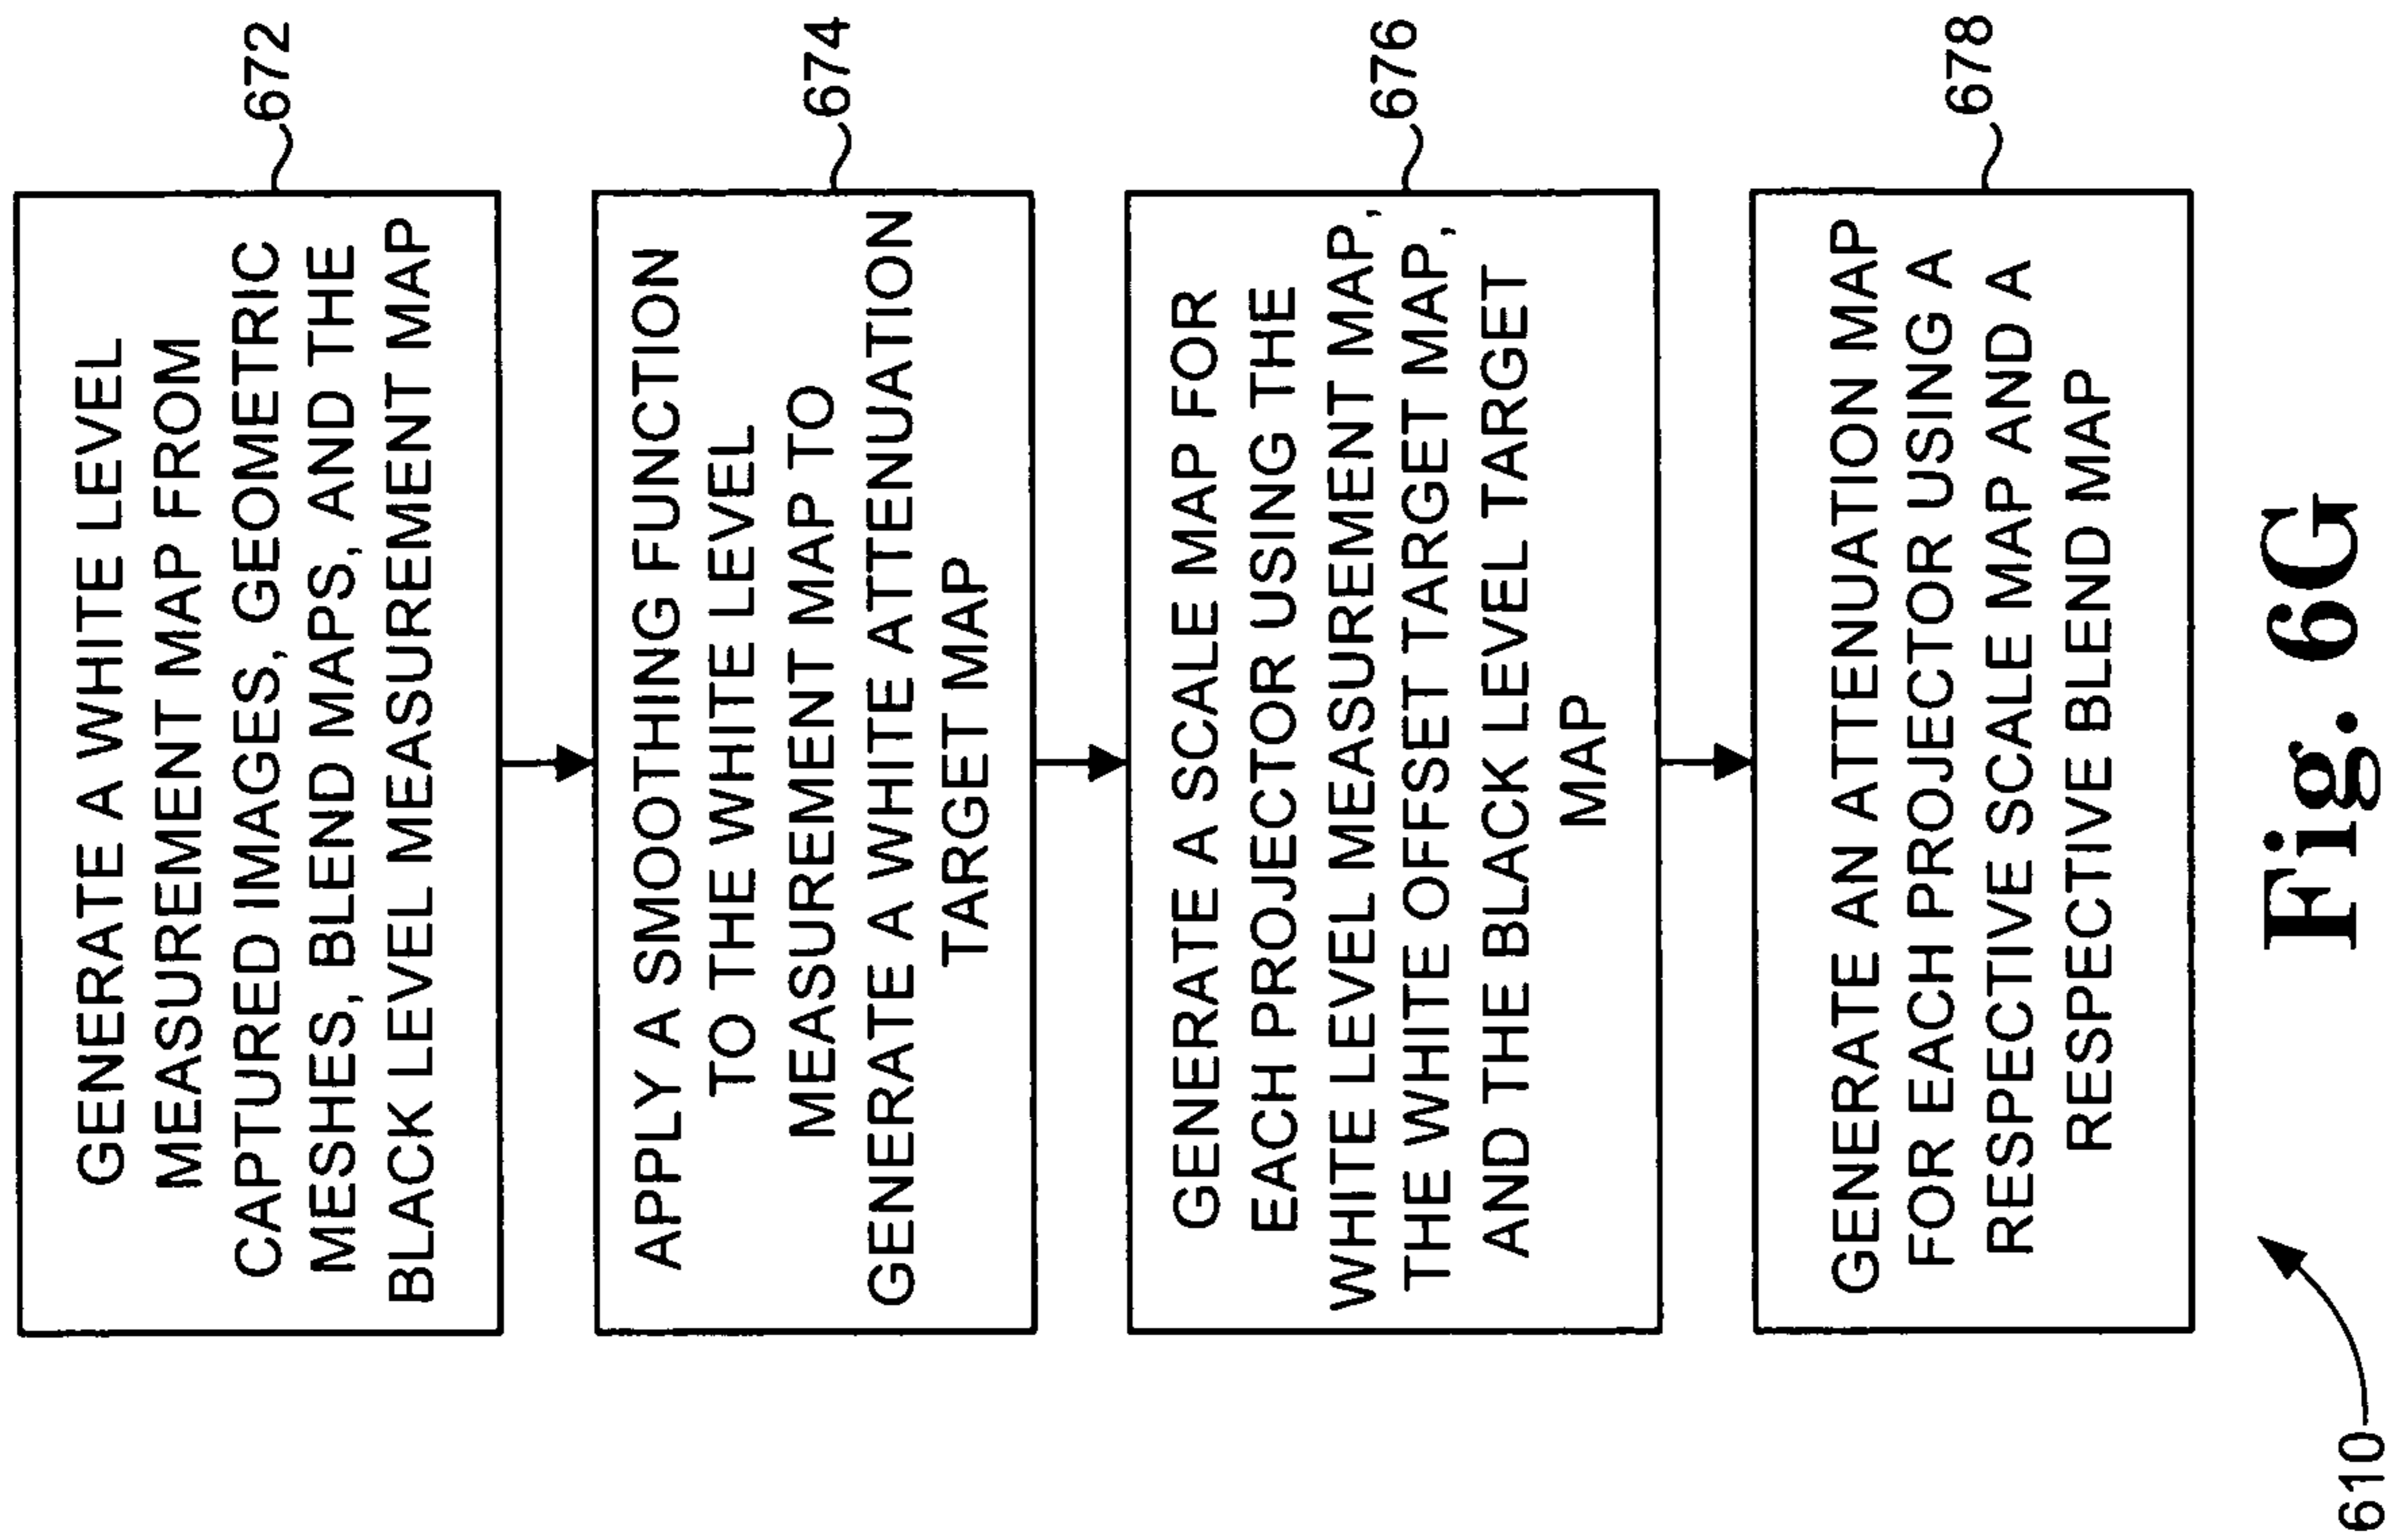 GENERATE A WHITE LEVEL
MEASUREMENT MAP FROM
CAPTURED IMAGES, GEOMETRIC
MESHES, BLEND MAPS, AND THE
BLACK LEVEL MEASUREMENT MAP
672
APPLY A SMOOTHING FUNCTION
TO THE WHITE LEVEL
MEASUREMENT MAP TO
GENERATE A WHITE ATTENUATION
TARGET MAP
674
GENERATE A SCALE MAP FOR
EACH PROJECTOR USING THE
WHITE LEVEL MEASUREMENT MAP,
THE WHITE OFFSET TARGET MAP,
AND THE BLACK LEVEL TARGET
MAP
676
GENERATE AN ATTENUATION MAP
FOR EACH PROJECTOR USING A
RESPECTIVE SCALE MAP AND A
RESPECTIVE BLEND MAP
678
Fig. 6G
610